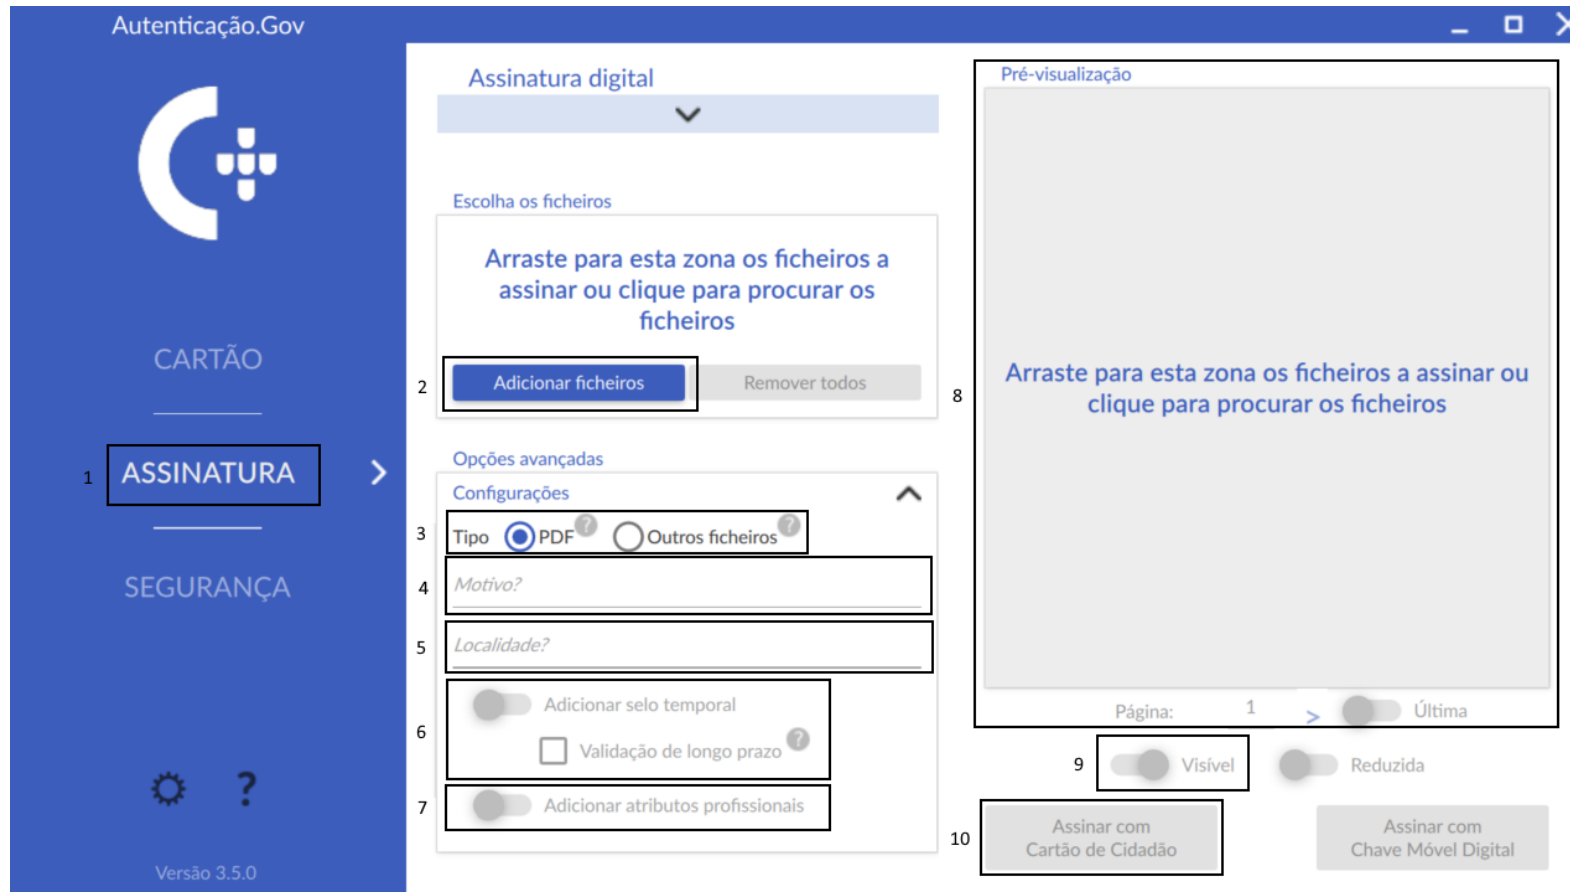 Autenticação.Gov
CARTÃO
1
ASSINATURA
SEGURANÇA
?
Versão 3.5.0
Assinatura digital
Escolha os ficheiros
Arraste para esta zona os ficheiros a
assinar ou clique para procurar os
ficheiros
2
Adicionar ficheiros
Remover todos
Opções avançadas
Configurações
3
Tipo PDF ? Outros ficheiros ?
4
Motivo?
5
Localidade?
6
Adicionar selo temporal
Validação de longo prazo ?
7
Adicionar atributos profissionais
8
Pré-visualização
Arraste para esta zona os ficheiros a assinar ou
clique para procurar os ficheiros
Página: 1 > Última
9
Visível
Reduzida
10
Assinar com
Cartão de Cidadão
Assinar com
Chave Móvel Digital